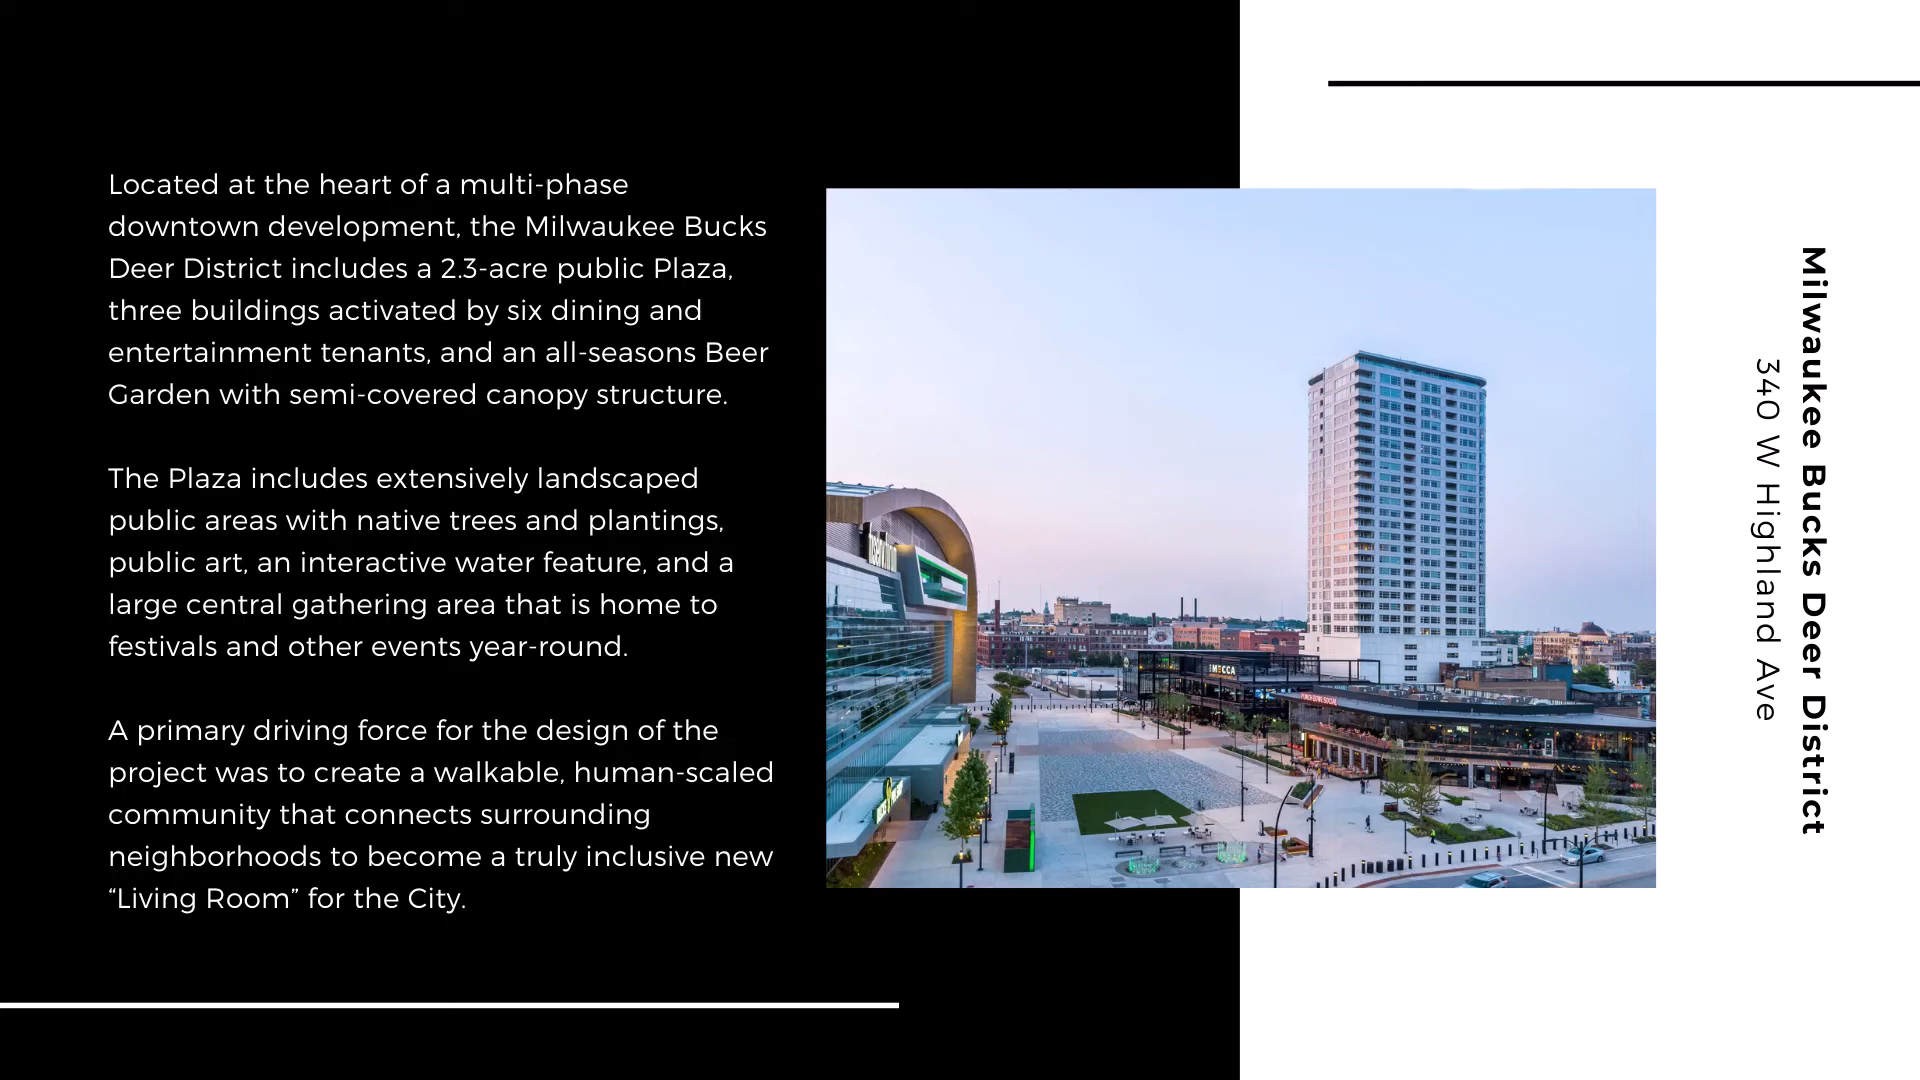 Located at the heart of a multi-phase
downtown development, the Milwaukee Bucks
Deer District includes a 2.3-acre public Plaza,
three buildings activated by six dining and
entertainment tenants, and an all-seasons Beer
Garden with semi-covered canopy structure.
The Plaza includes extensively landscaped
public areas with native trees and plantings,
public art, an interactive water feature, and a
large central gathering area that is home to
festivals and other events year-round.
A primary driving force for the design of the
project was to create a walkable, human-scaled
community that connects surrounding
neighborhoods to become a truly inclusive new
“Living Room” for the City.
MECCA
PUNCH BOWL SOCIAL
Milwaukee Bucks Deer District
340 W Highland Ave